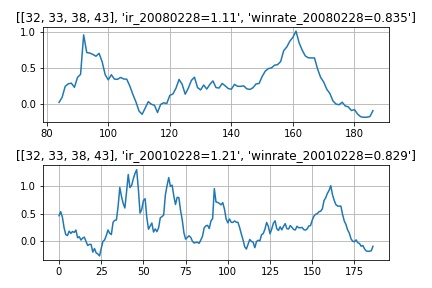 [[32, 33, 38, 43], 'ir_20080228=1.11', 'winrate_20080228=0.835']
1.0
0.5
0.0
80 100 120 140 160 180
[[32, 33, 38, 43], 'ir_20010228=1.21', 'winrate_20010228=0.829']
1.0
0.5
0.0
0 25 50 75 100 125 150 175